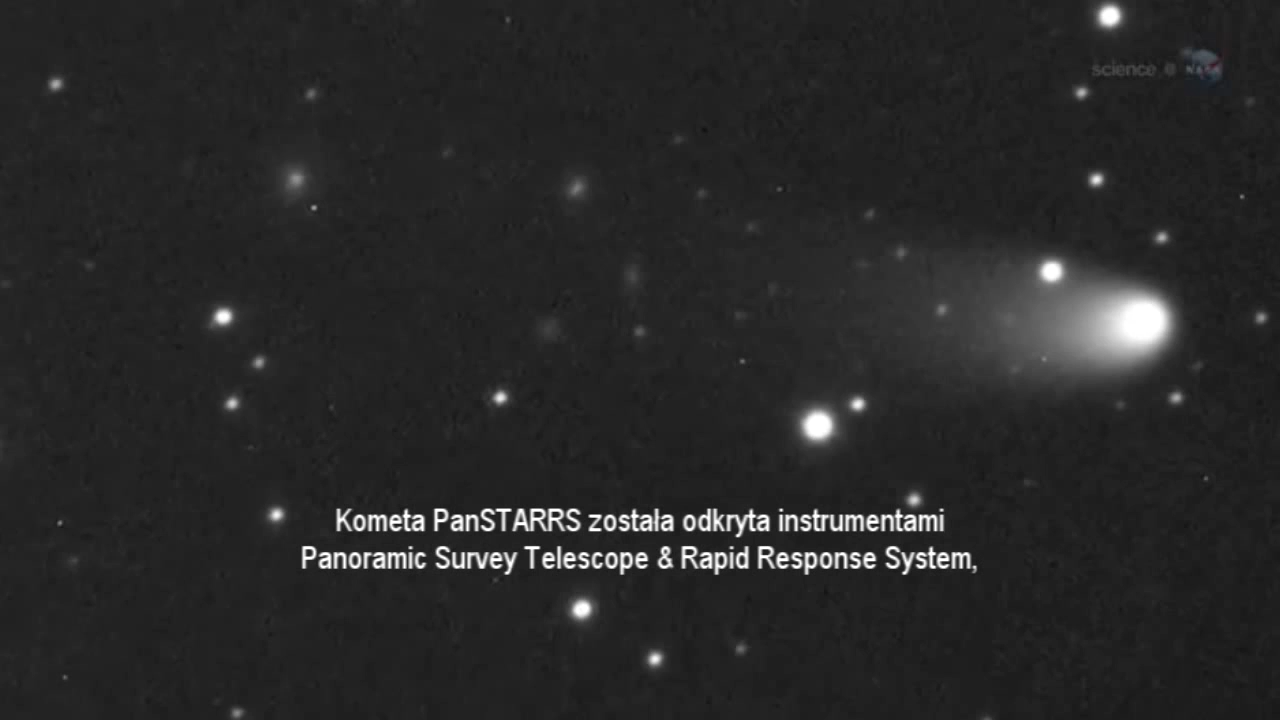 science @ NASA
Kometa PanSTARRS została odkryta instrumentami
Panoramic Survey Telescope & Rapid Response System,